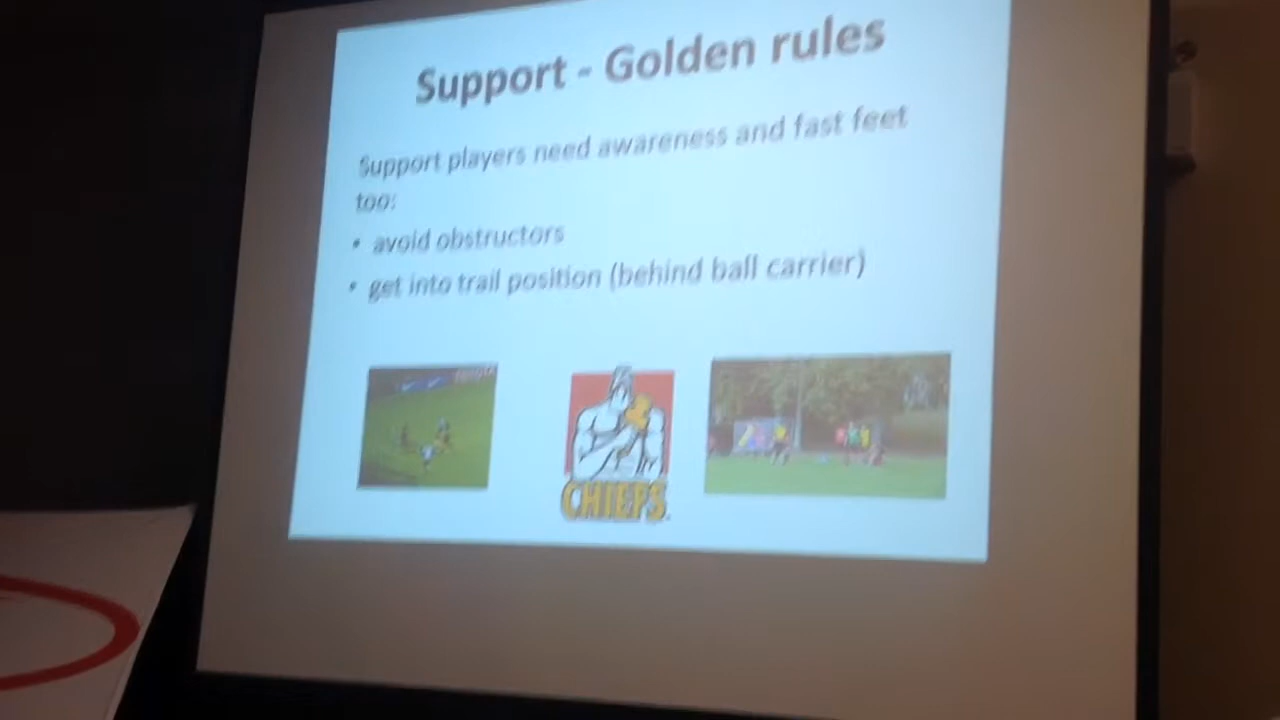 Support - Golden rules
Support players need awareness and fast feet
too:
• avoid obstructors
• get into trail position (behind ball carrier)
CHIEFS